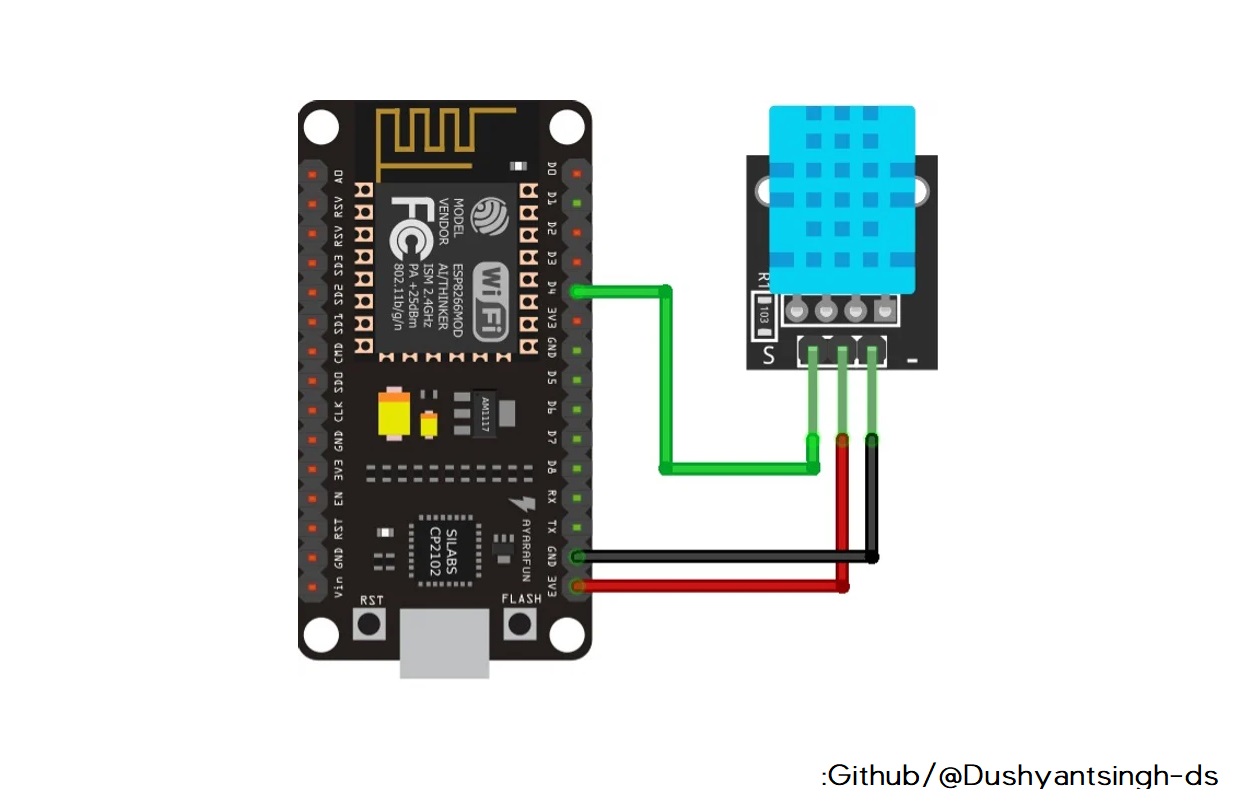 A0
RSV
RSV
SD3
SD2
SD1
CMD
SD0
CLK
GND
3V3
EN
RST
GND
Vin
D0
D1
D2
D3
D4
3V3
GND
D5
D6
D7
D8
RX
TX
GND
3V3
MODEL ESP8266MOD
VENDOR AI/THINKER
ISM 2.4GHz
PA +25dBm
802.11b/g/n
FC
WiFi
AM1117
SILABS
CP2102
AYARAFUN
RST
FLASH
R1
103
S
-
:Github/@Dushyantsingh-ds